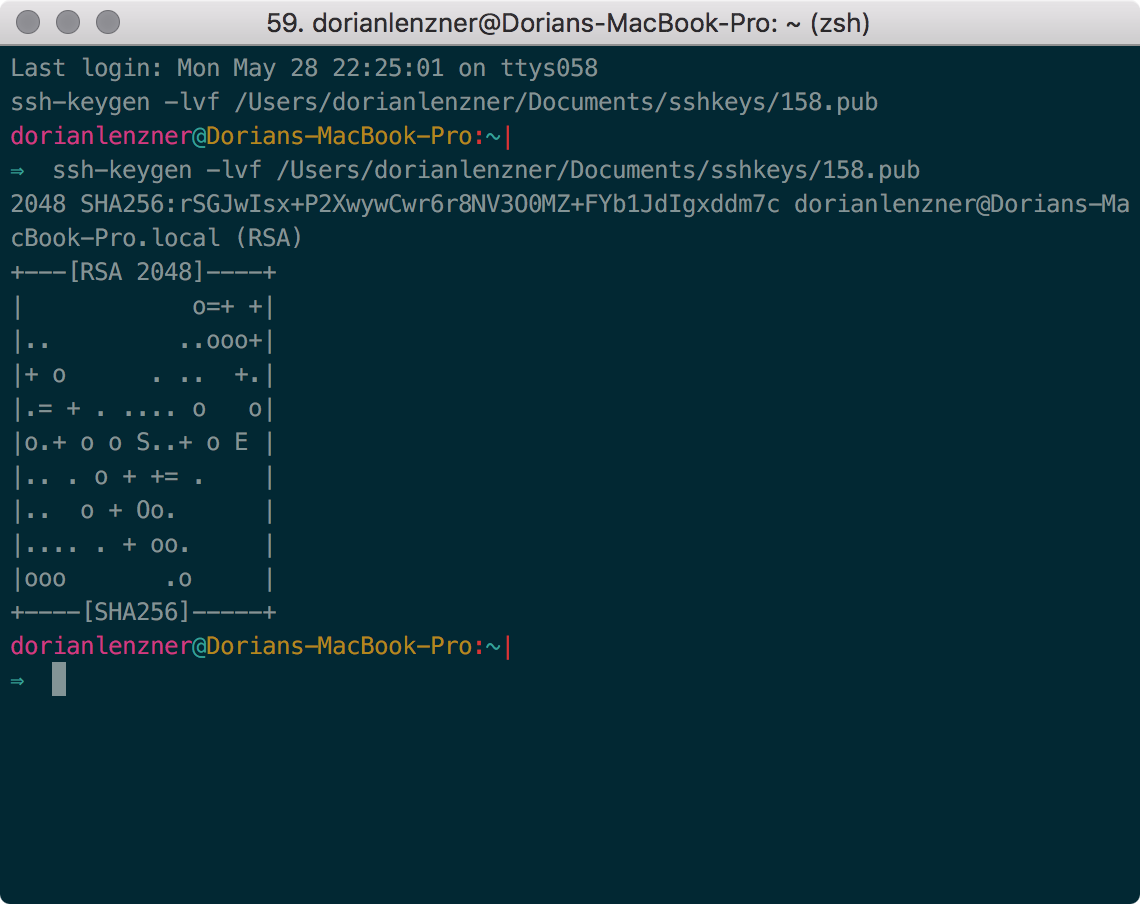 59. dorianlenzner@Dorians-MacBook-Pro: ~ (zsh)
Last login: Mon May 28 22:25:01 on ttys058
ssh-keygen -lvf /Users/dorianlenzner/Documents/sshkeys/158.pub
dorianlenzner@Dorians-MacBook-Pro:~|
⇒  ssh-keygen -lvf /Users/dorianlenzner/Documents/sshkeys/158.pub
2048 SHA256:rSGJwIsx+P2XwywCwr6r8NV3O0MZ+FYb1JdIgxddm7c dorianlenzner@Dorians-Ma
cBook-Pro.local (RSA)
+---[RSA 2048]----+
|            o=+ +|
|..         ..ooo+|
|+ o      . ..  +.|
|.= + . .... o   o|
|o.+ o o S..+ o E |
|.. . o + += .    |
|..  o + Oo.      |
|.... . + oo.     |
|ooo       .o     |
+----[SHA256]-----+
dorianlenzner@Dorians-MacBook-Pro:~|
⇒